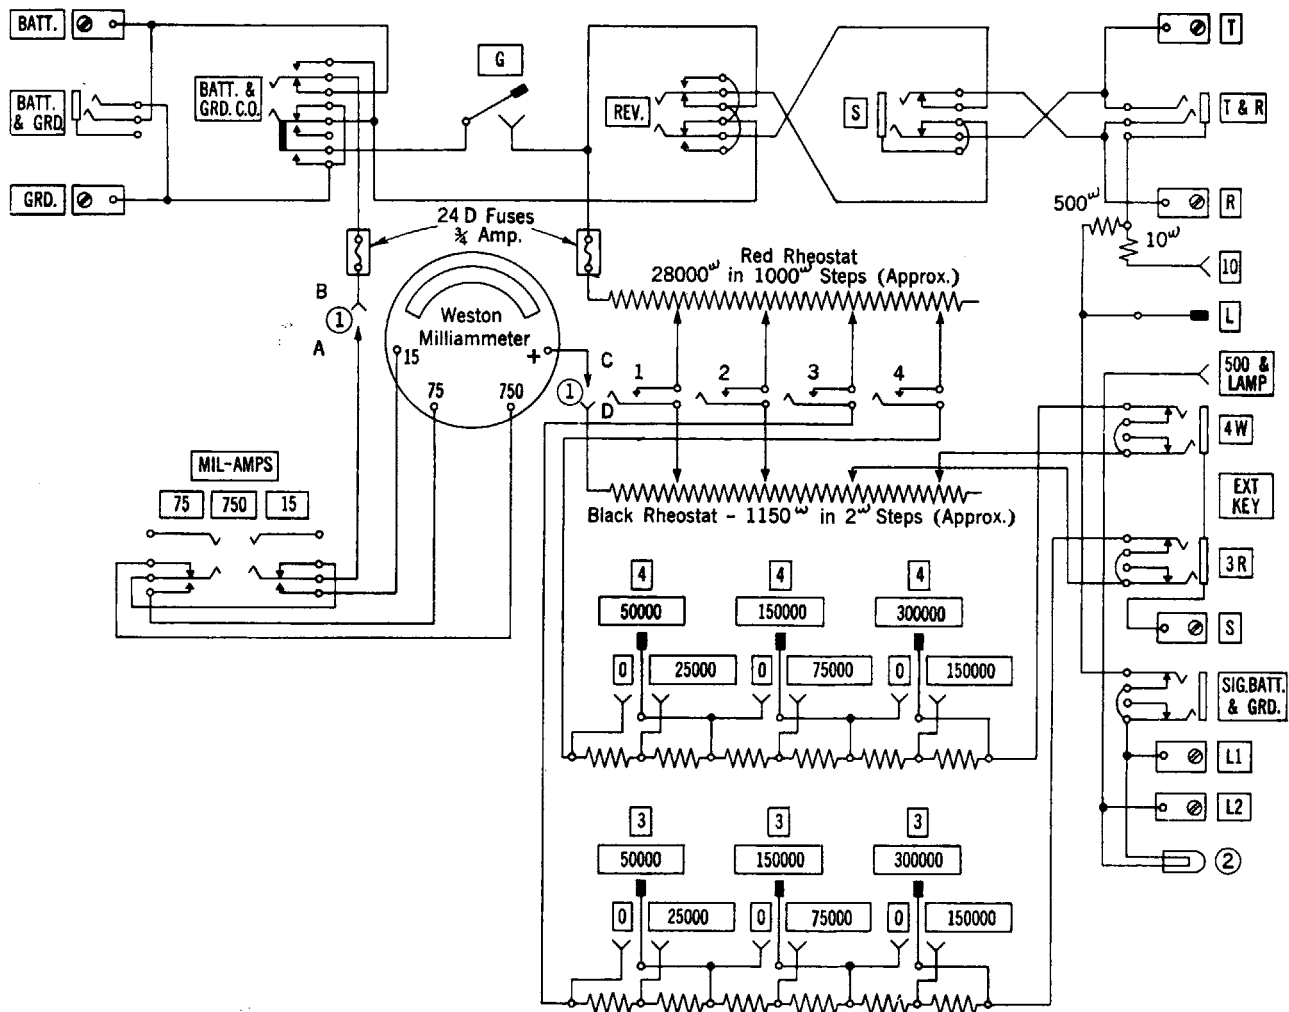 BATT.
BATT. & GRD.
GRD.
BATT. & GRD. C.O.
G
REV.
S
T
T & R
R
500ω
10ω
10
L
500 & LAMP
4W
EXT KEY
3R
S
SIG. BATT. & GRD.
L1
L2
2
24 D Fuses
¾ Amp.
B
1
A
Weston
Milliammeter
15
75
750
+
C
1
D
Red Rheostat
28000ω in 1000ω Steps (Approx.)
1 2 3 4
Black Rheostat - 1150ω in 2ω Steps (Approx.)
MIL-AMPS
75 750 15
4 4 4
50000 150000 300000
0 25000 0 75000 0 150000
3 3 3
50000 150000 300000
0 25000 0 75000 0 150000